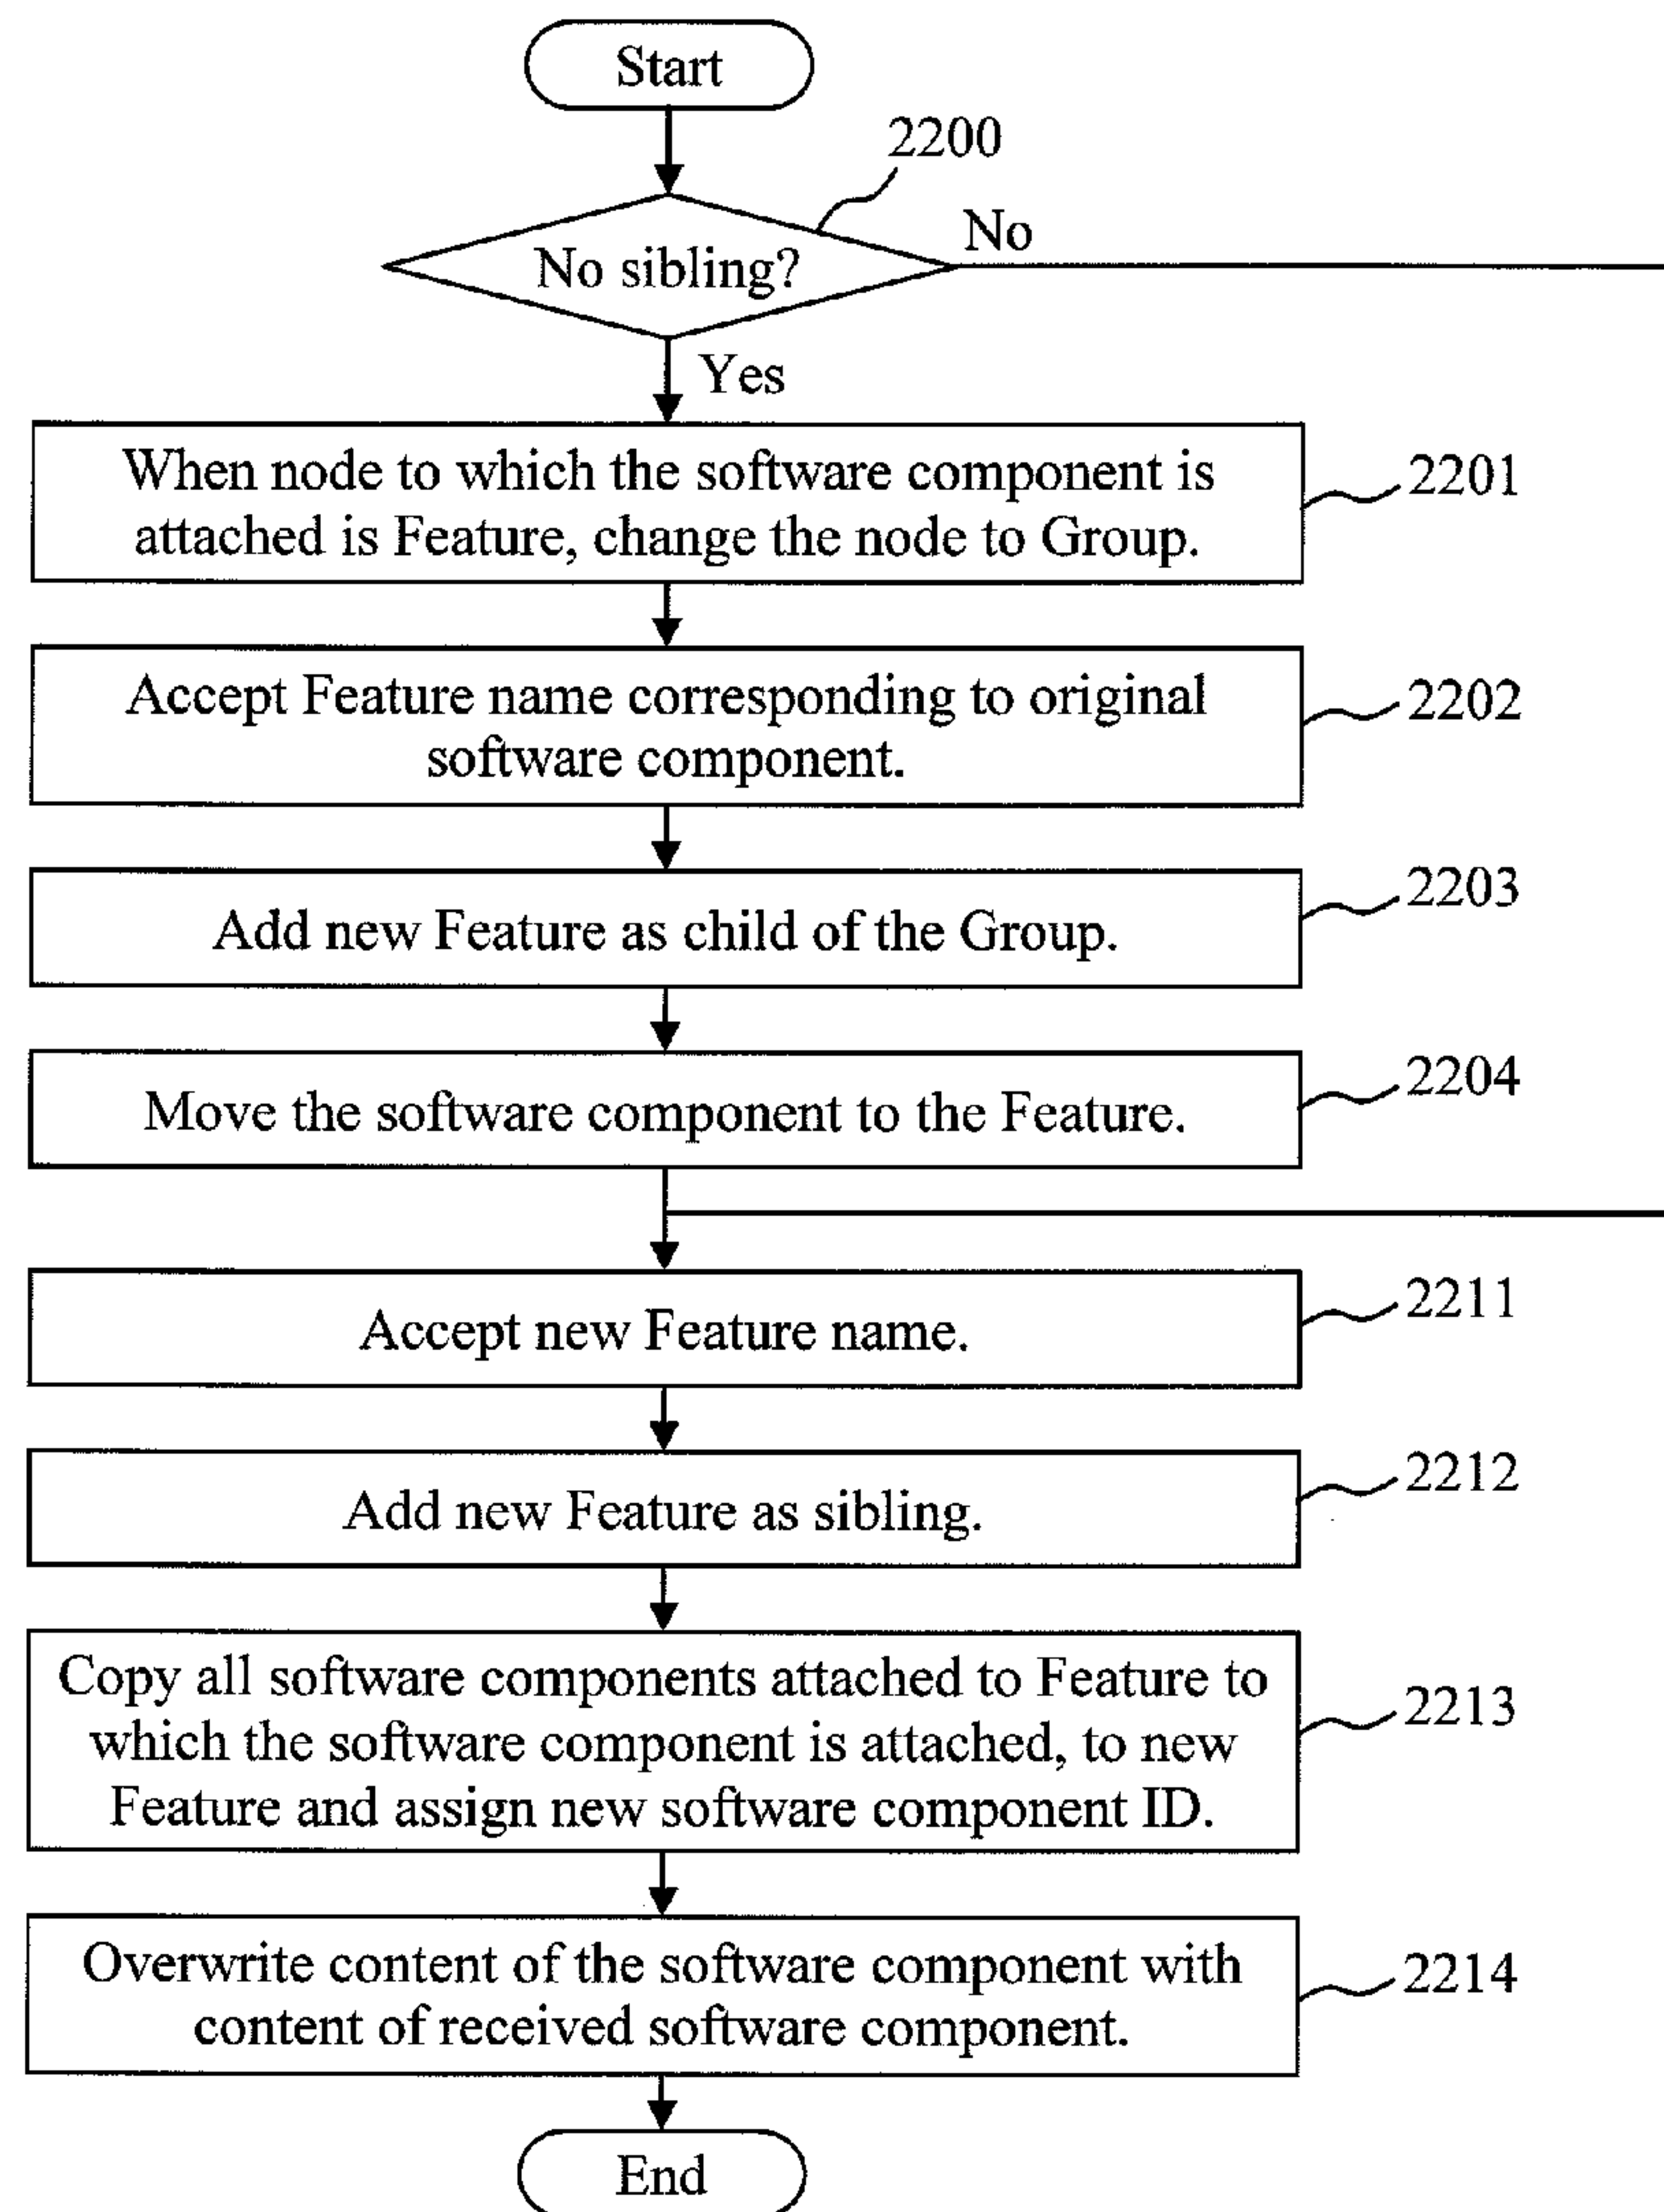 Start
2200
No sibling?
No
Yes
When node to which the software component is
attached is Feature, change the node to Group.
2201
Accept Feature name corresponding to original
software component.
2202
Add new Feature as child of the Group.
2203
Move the software component to the Feature.
2204
Accept new Feature name.
2211
Add new Feature as sibling.
2212
Copy all software components attached to Feature to
which the software component is attached, to new
Feature and assign new software component ID.
2213
Overwrite content of the software component with
content of received software component.
2214
End